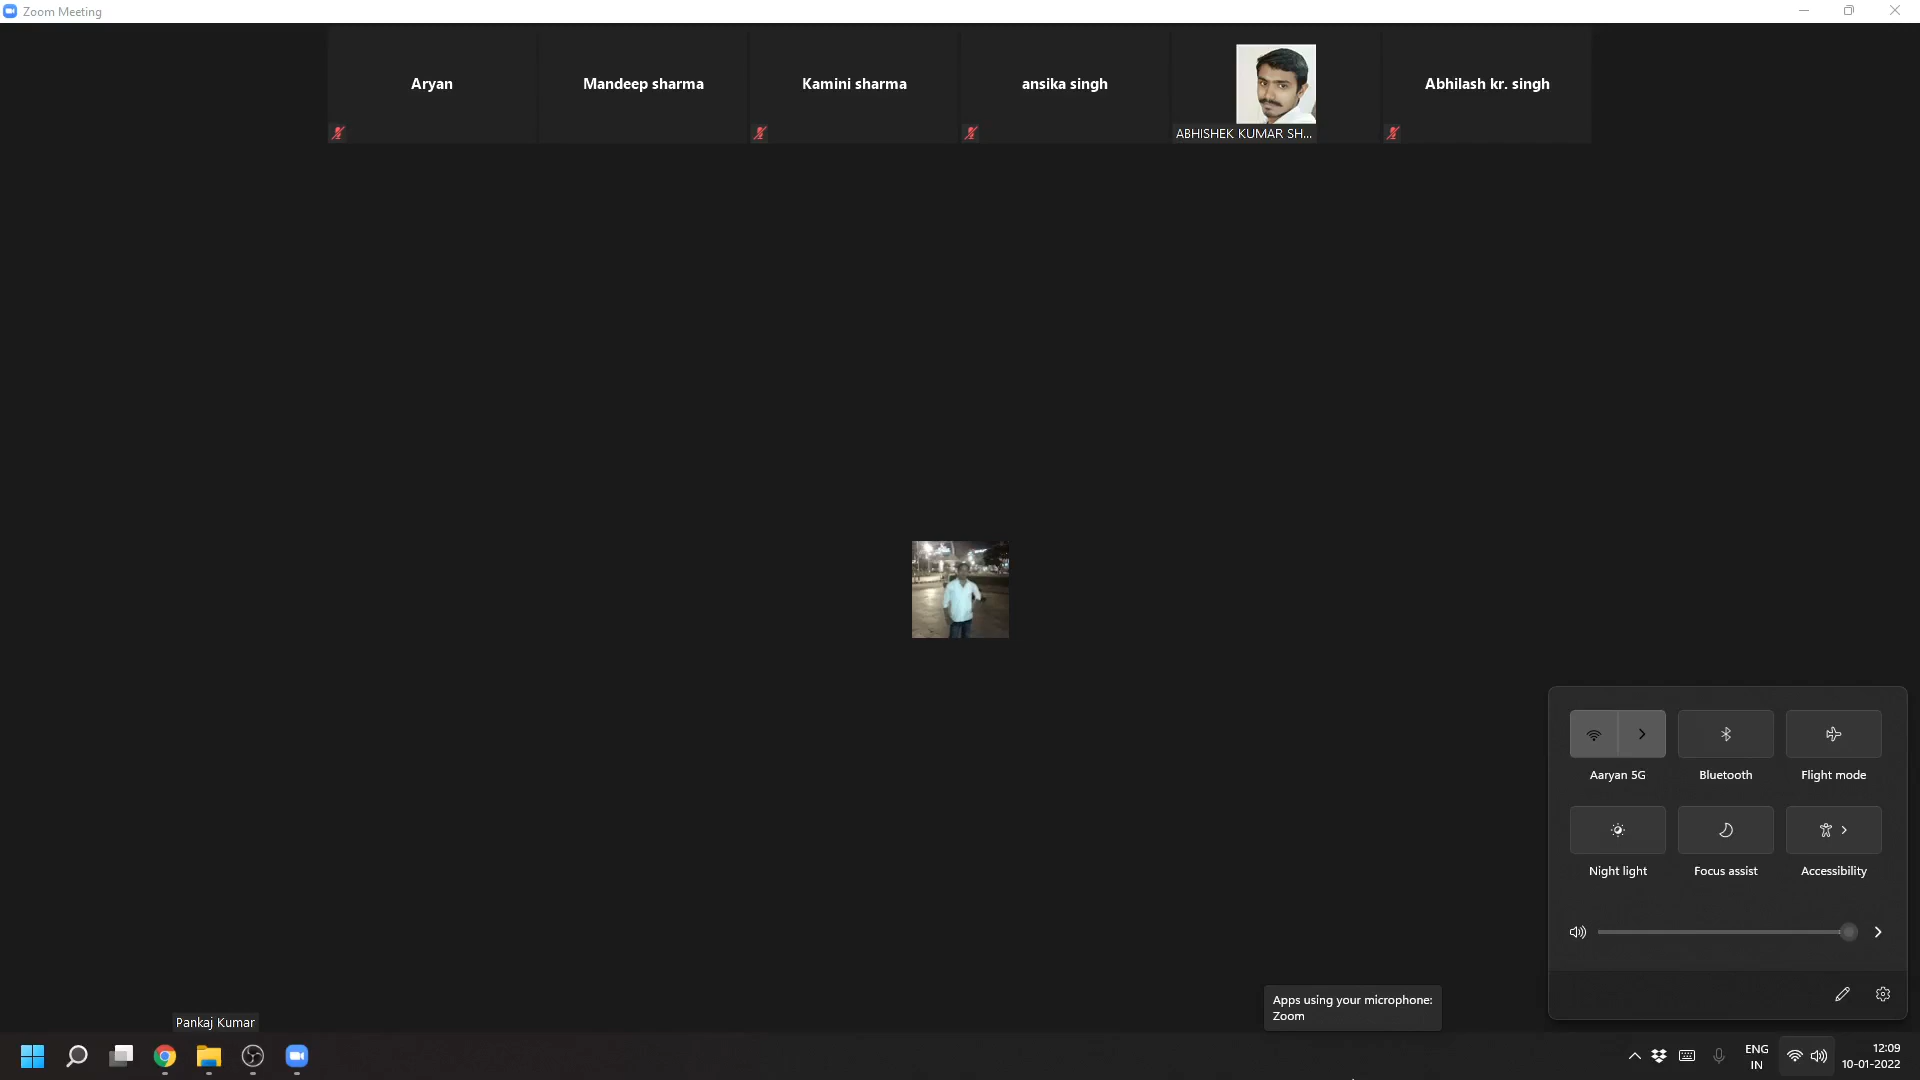 Zoom Meeting
Aryan
Mandeep sharma
Kamini sharma
ansika singh
ABHISHEK KUMAR SH...
Abhilash kr. singh
Aaryan 5G
Bluetooth
Flight mode
Night light
Focus assist
Accessibility
Apps using your microphone:
Zoom
Pankaj Kumar
ENG
IN
12:09
10-01-2022